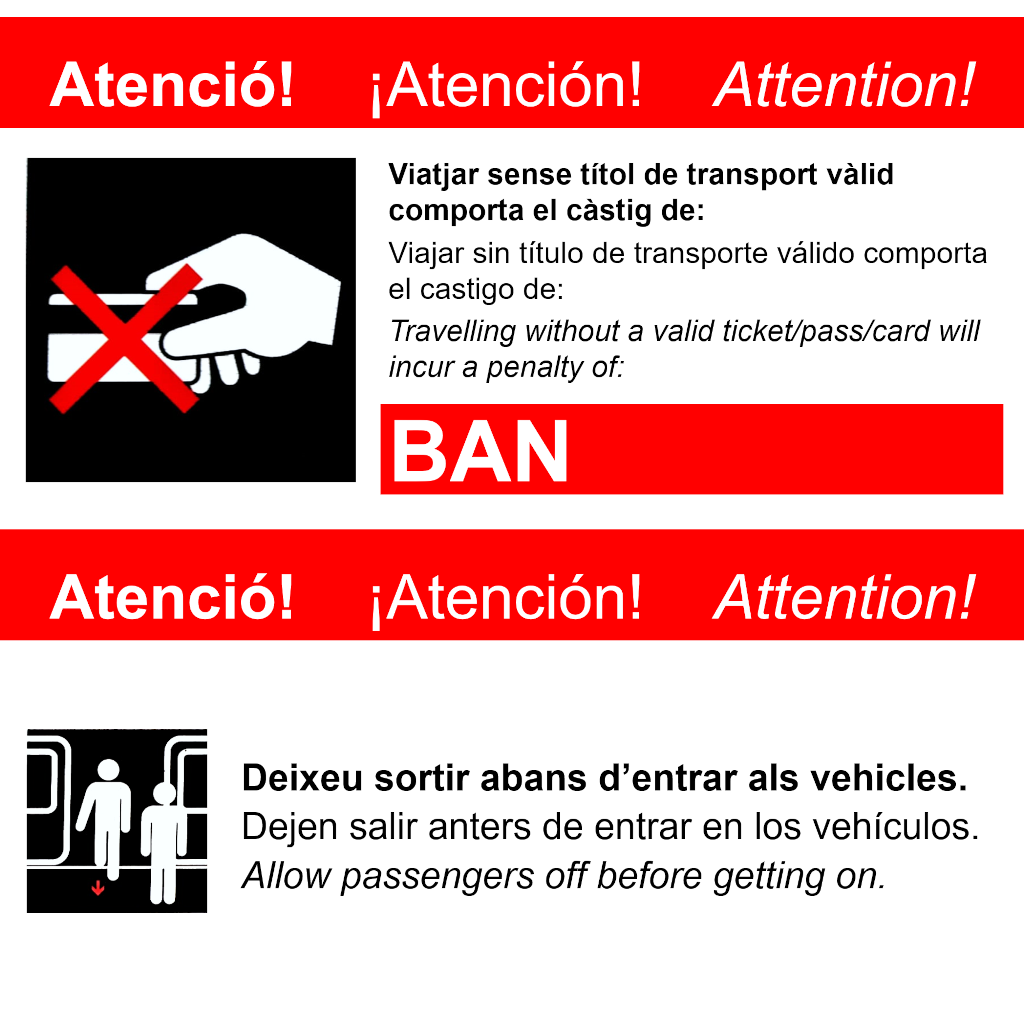 Atenció! ¡Atención! Attention!
Viatjar sense títol de transport vàlid
comporta el càstig de:
Viajar sin título de transporte válido comporta
el castigo de:
Travelling without a valid ticket/pass/card will
incur a penalty of:
BAN
Atenció! ¡Atención! Attention!
Deixeu sortir abans d’entrar als vehicles.
Dejen salir anters de entrar en los vehículos.
Allow passengers off before getting on.